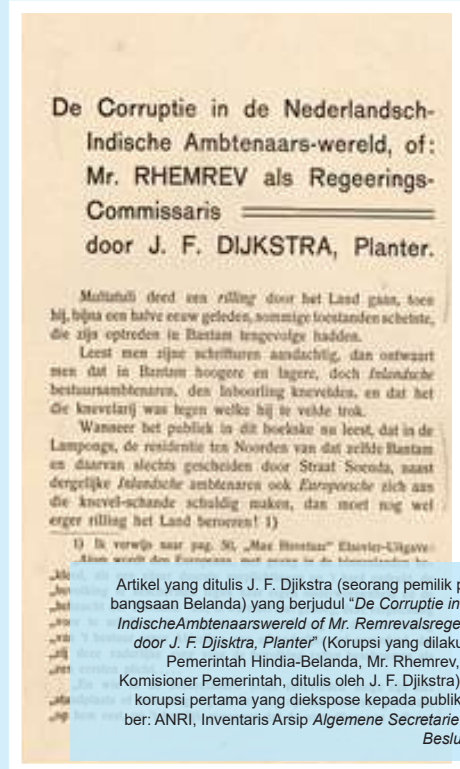 De Corruptie in de Nederlandsch-
Indische Ambtenaars-wereld, of:
Mr. RHEMREV als Regeerings-
Commissaris
door J. F. DIJKSTRA, Planter.
Multatuli deed een rilling door het Land gaan, toen
hij, bijna een halve eeuw geleden, sommige toestanden schetste,
die zijn optreden in Bantam tengevolge hadden.
Leest men zijne schrifturen aandachtig, dan ontwaart
men dat in Bantam hoogere en lagere, doch Inlandsche
bestuursambtenaren, den Inboorling knevelden, en dat het
die knevelarij was tegen welke hij te velde trok.
Wanneer het publiek in dit boekske nu leest, dat in de
Lampongs, de residentie ten Noorden van dat zelfde Bantam
en daarvan slechts gescheiden door Straat Soenda, naast
dergelijke Inlandsche ambtenaren ook Europeesche zich aan
die knevel-schande schuldig maken, dan moet nog wel
erger rilling het Land beroeren! 1)
1) Ik verwijs naar pag. 50, „Max Havelaar" Elsevier-Uitgave:
Artikel yang ditulis J. F. Djikstra (seorang pemilik p
bangsaan Belanda) yang berjudul “De Corruptie in
IndischeAmbtenaarswereld of Mr. Remrevalsrege
door J. F. Djisktra, Planter” (Korupsi yang dilaku
Pemerintah Hindia-Belanda, Mr. Rhemrev,
Komisioner Pemerintah, ditulis oleh J. F. Djikstra)
korupsi pertama yang diekspose kepada publik
ber: ANRI, Inventaris Arsip Algemene Secretarie
Beslu